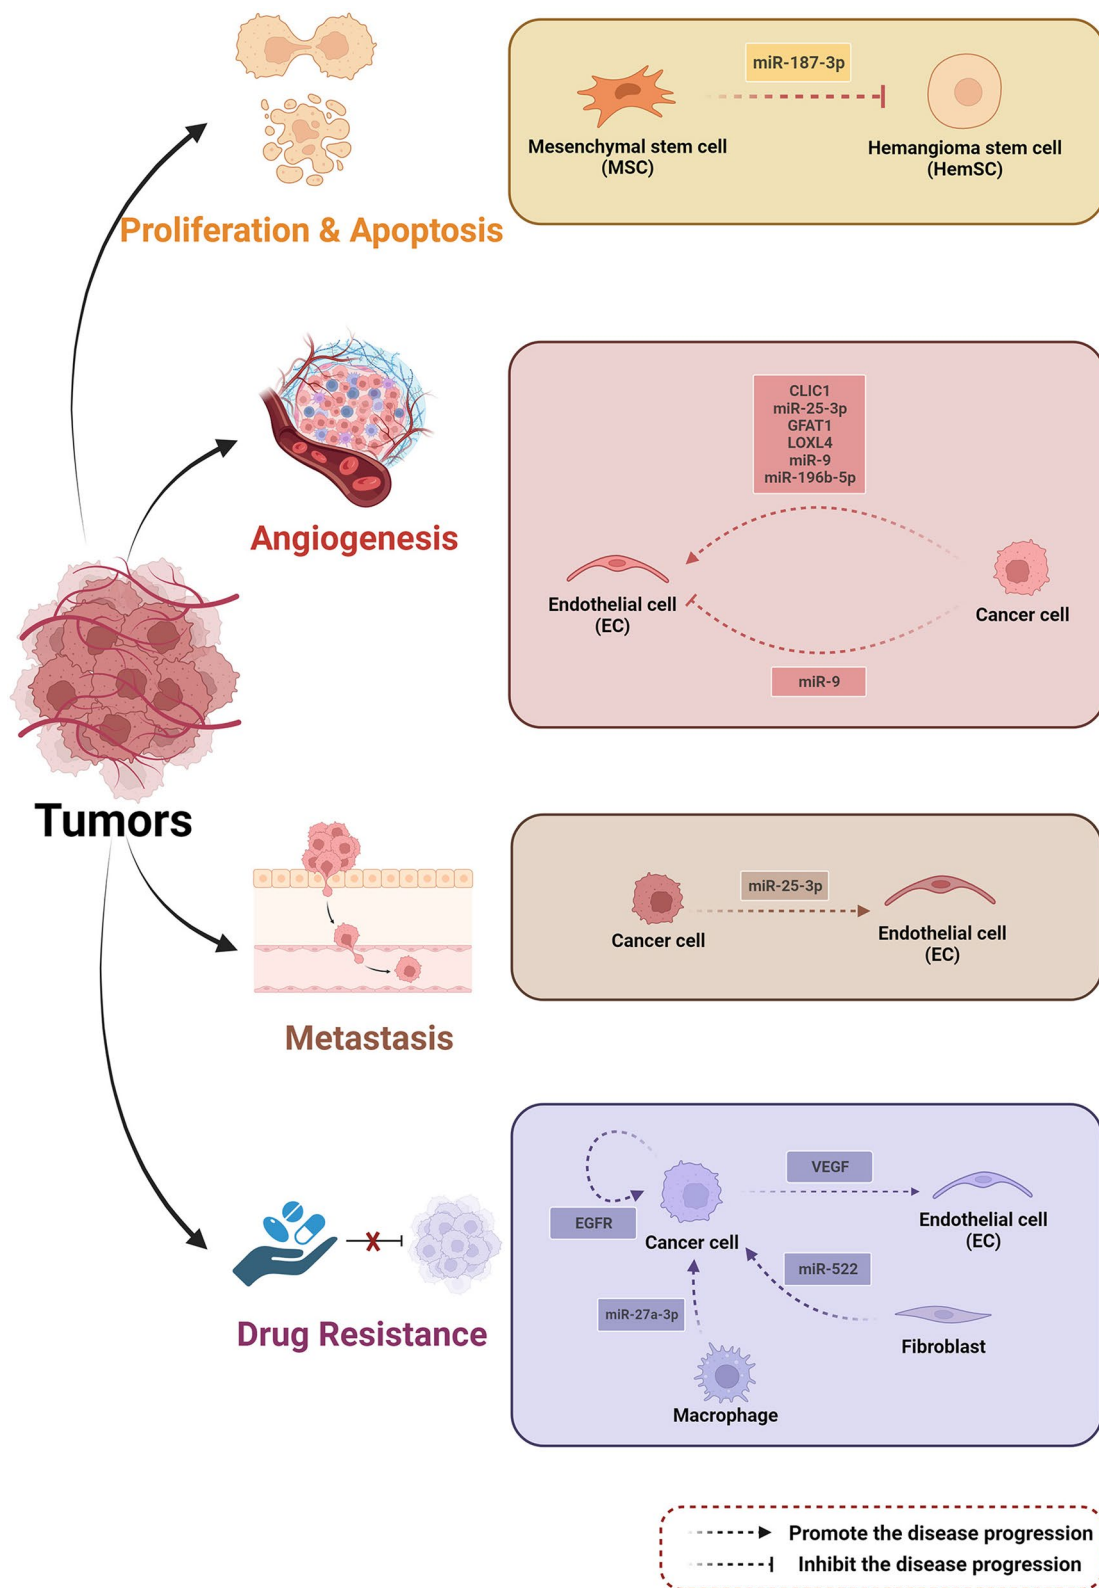 miR-187-3p
Mesenchymal stem cell
(MSC)
Hemangioma stem cell
(HemSC)
Proliferation & Apoptosis
CLIC1
miR-25-3p
GFAT1
LOXL4
miR-9
miR-196b-5p
Angiogenesis
Endothelial cell
(EC)
Cancer cell
miR-9
Tumors
miR-25-3p
Cancer cell
Endothelial cell
(EC)
Metastasis
VEGF
EGFR
Cancer cell
Endothelial cell
(EC)
miR-522
miR-27a-3p
Fibroblast
Drug Resistance
Macrophage
Promote the disease progression
Inhibit the disease progression